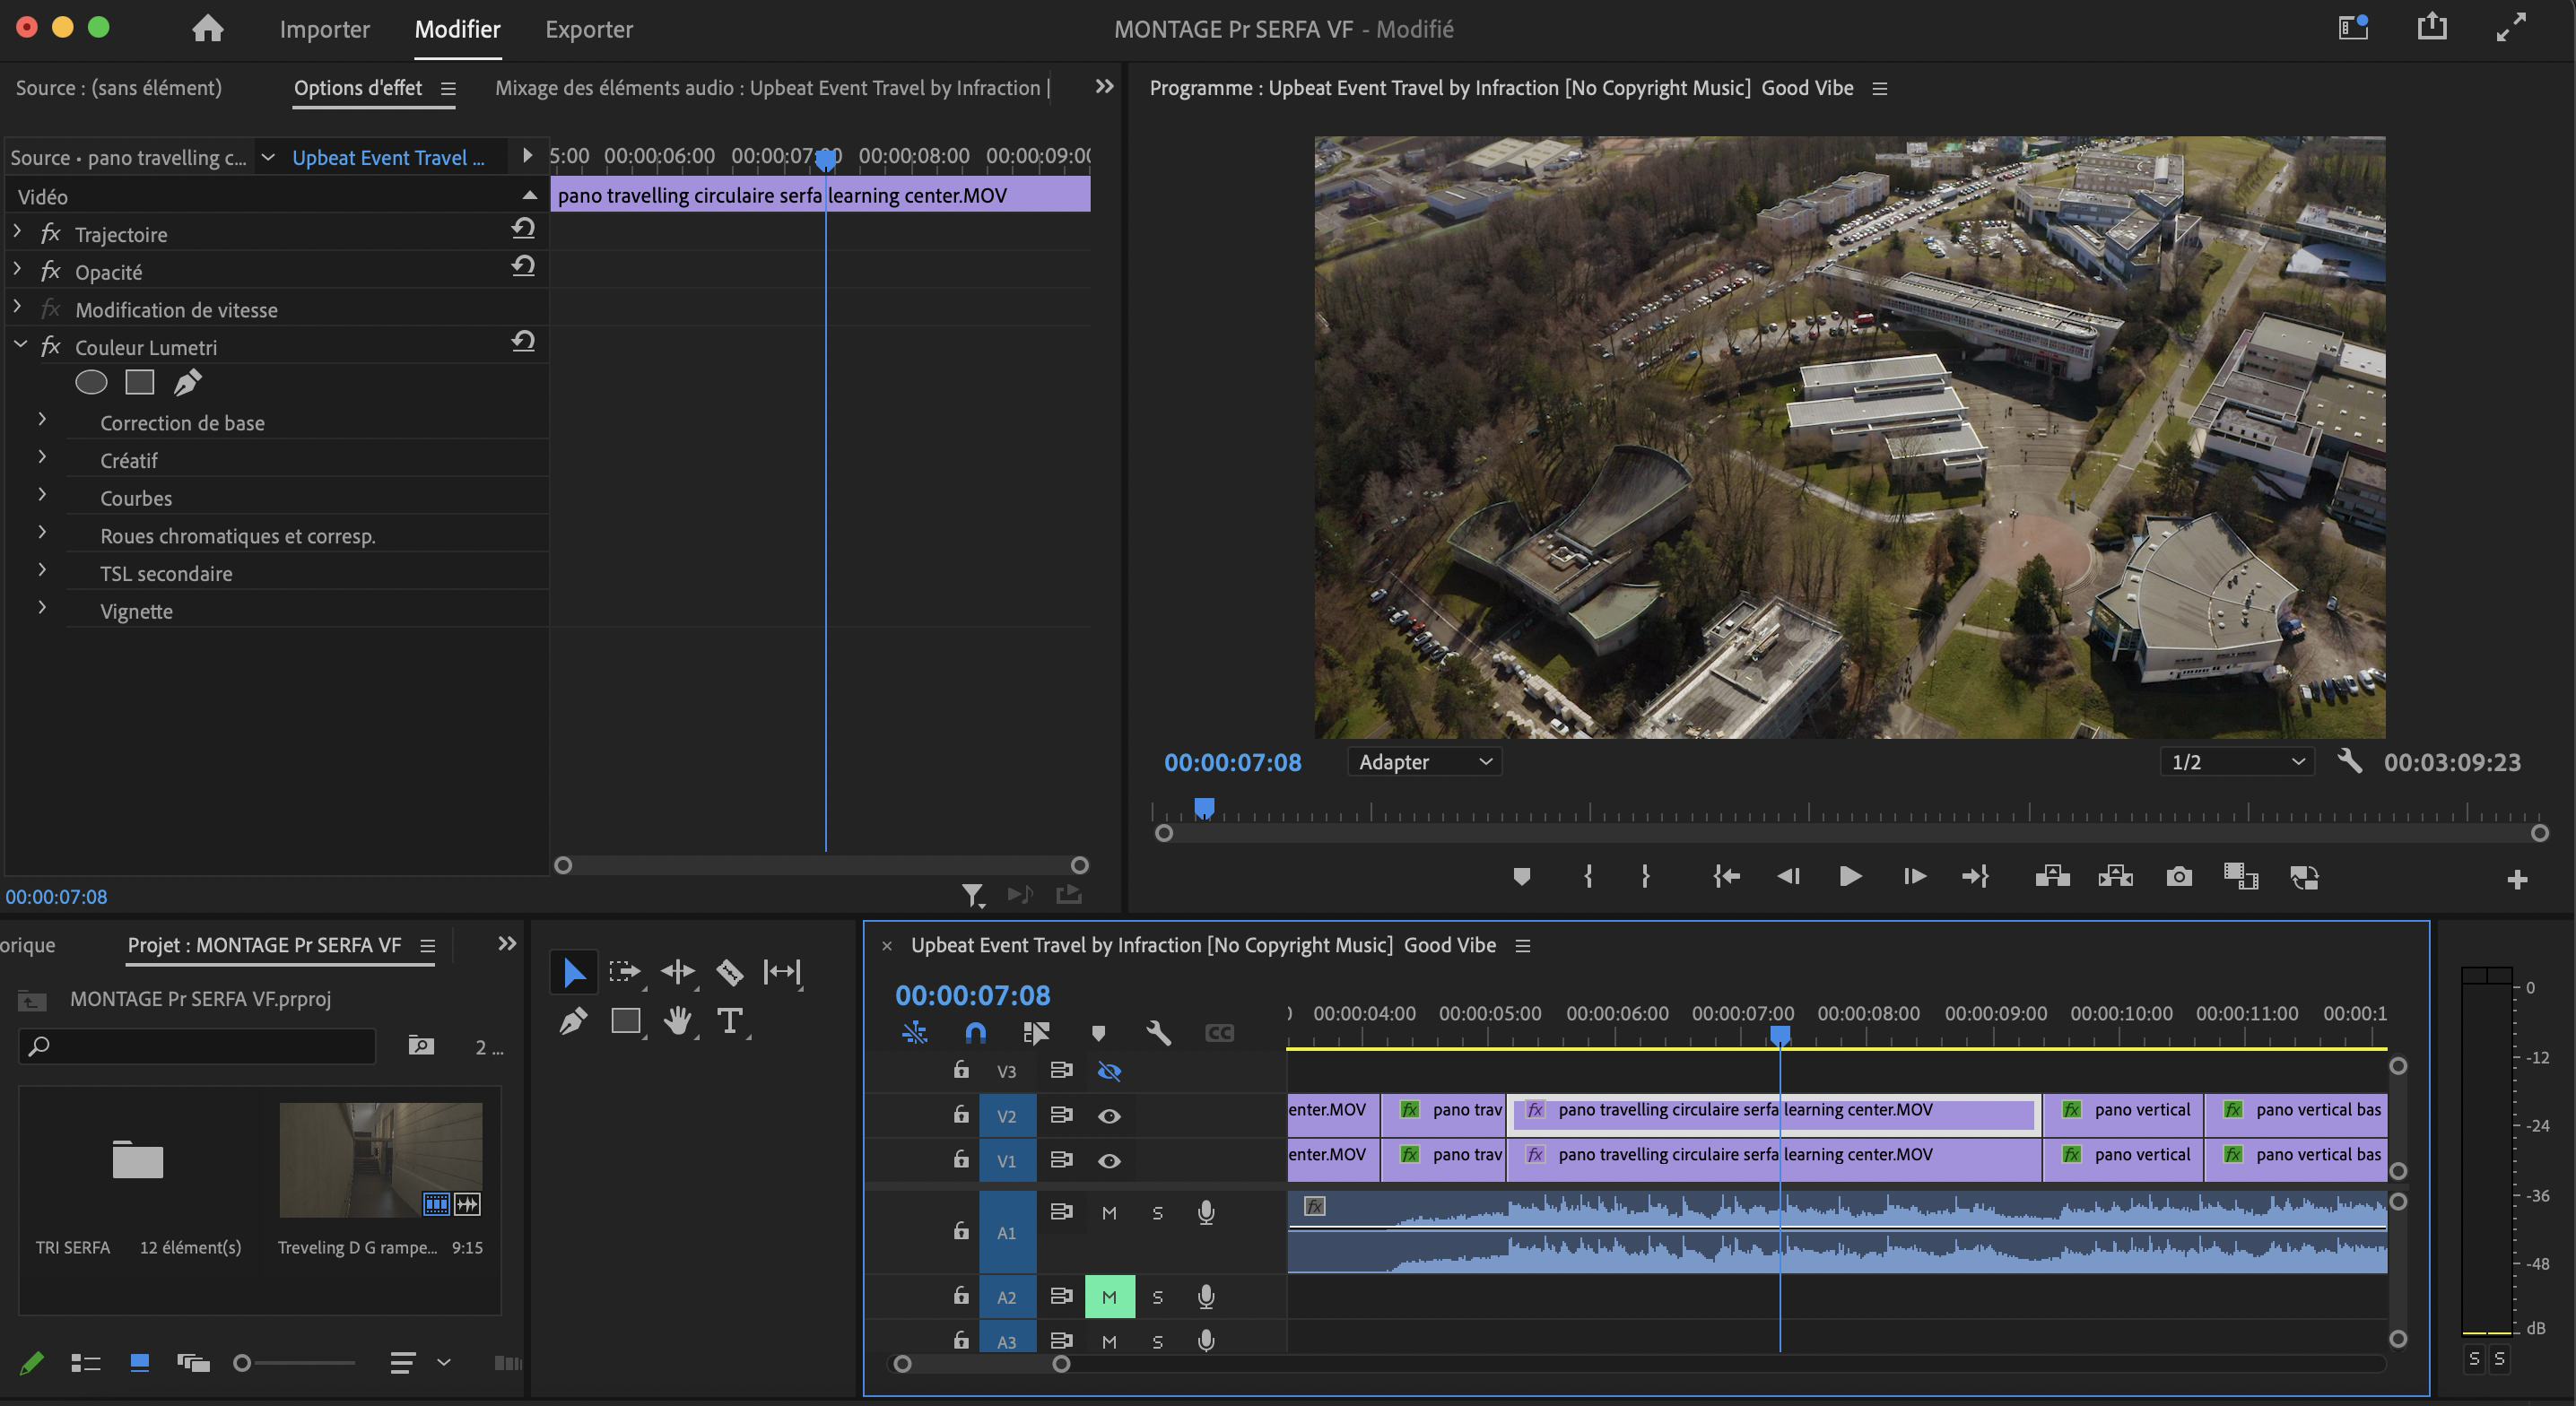 Importer Modifier Exporter MONTAGE Pr SERFA VF - Modifié
Source : (sans élément) Options d'effet Mixage des éléments audio : Upbeat Event Travel by Infraction |
Programme : Upbeat Event Travel by Infraction [No Copyright Music] Good Vibe
Source • pano travelling c... Upbeat Event Travel ...
5:00 00:00:06:00 00:00:07:00 00:00:08:00 00:00:09:00
Vidéo
pano travelling circulaire serfa learning center.MOV
fx Trajectoire
fx Opacité
fx Modification de vitesse
fx Couleur Lumetri
Correction de base
Créatif
Courbes
Roues chromatiques et corresp.
TSL secondaire
Vignette
00:00:07:08
00:00:07:08 Adapter 1/2 00:03:09:23
orique Projet : MONTAGE Pr SERFA VF
MONTAGE Pr SERFA VF.prproj
2 ...
TRI SERFA 12 élément(s) Treveling D G rampe... 9:15
Upbeat Event Travel by Infraction [No Copyright Music] Good Vibe
00:00:07:08
00:00:04:00 00:00:05:00 00:00:06:00 00:00:07:00 00:00:08:00 00:00:09:00 00:00:10:00 00:00:11:00 00:00:1
CC
V3
V2 enter.MOV fx pano trav fx pano travelling circulaire serfa learning center.MOV fx pano vertical fx pano vertical bas
V1 enter.MOV fx pano trav fx pano travelling circulaire serfa learning center.MOV fx pano vertical fx pano vertical bas
A1 M S fx
A2 M S
A3 M S
0
-12
-24
-36
-48
dB
S S